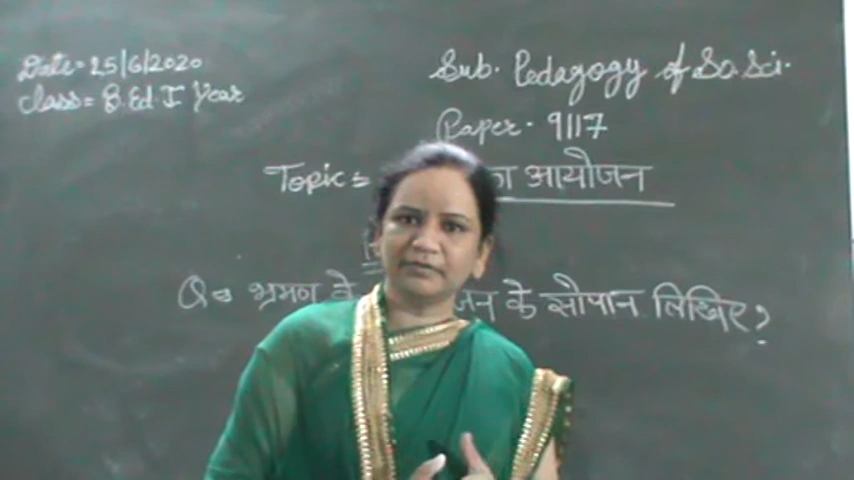 Date = 25/6/2020
Class = B.Ed. I Year
Sub. Pedagogy of So.Sci.
Paper - 9117
Topic = का आयोजन
Q = भ्रमण के जन के सोपान लिखिए?